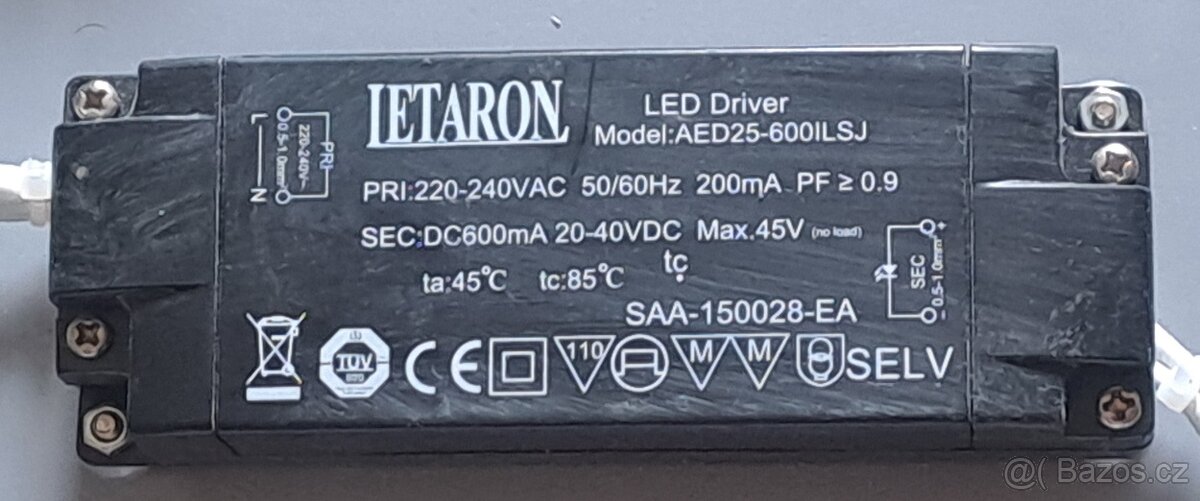 LETARON
LED Driver
Model:AED25-600ILSJ
PRI:220-240VAC 50/60Hz 200mA PF ≥ 0.9
SEC:DC600mA 20-40VDC Max.45V (no load)
ta:45℃ tc:85℃ tc
SAA-150028-EA
L
N
0.5-1.0mm²
220-240V~
PRI
SEC
0.5-1.0mm²
+
-
TÜV
CE
110
M
M
SELV
@( Bazoš.cz